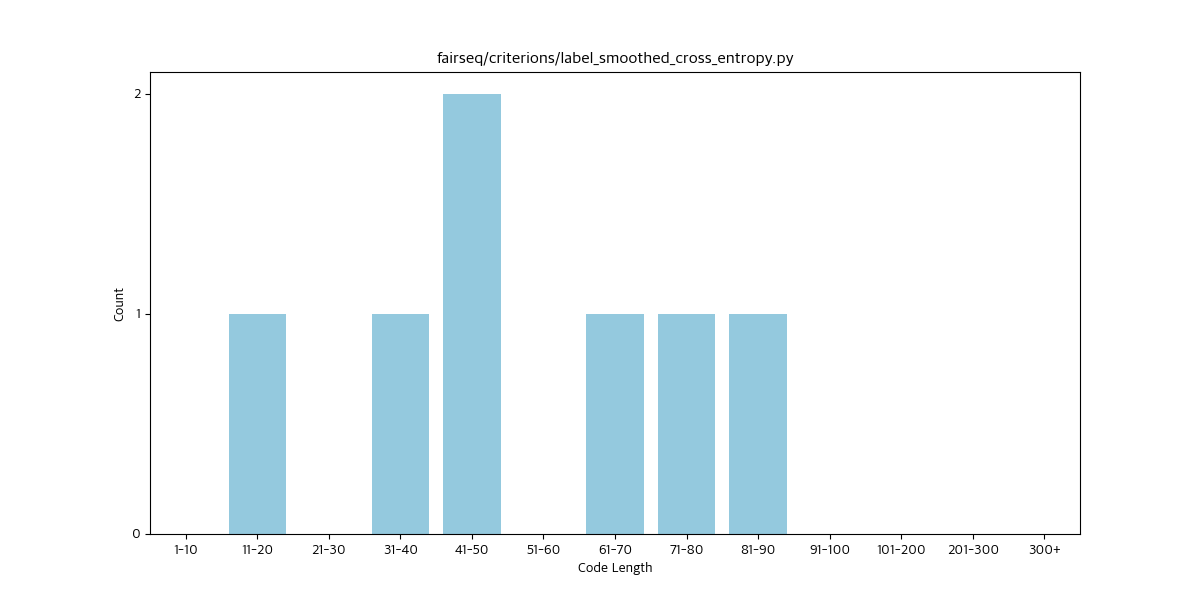 fairseq/criterions/label_smoothed_cross_entropy.py
Count
2
1
0
1-10 11-20 21-30 31-40 41-50 51-60 61-70 71-80 81-90 91-100 101-200 201-300 300+
Code Length